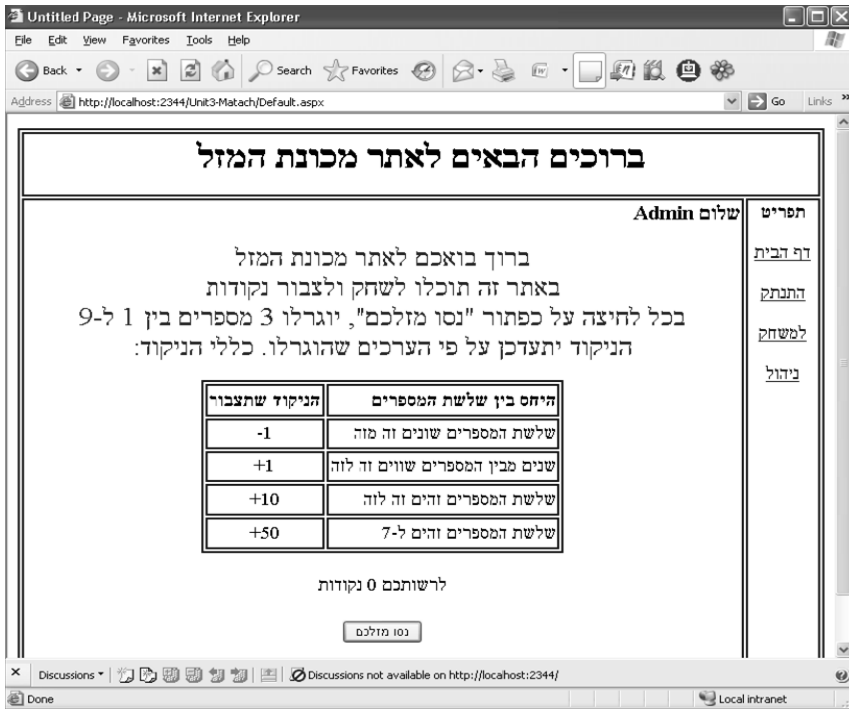 Untitled Page - Microsoft Internet Explorer
File Edit View Favorites Tools Help
Back Search Favorites
Address http://localhost:2344/Unit3-Matach/Default.aspx Go Links »
ברוכים הבאים לאתר מכונת המזל
תפריט
דף הבית
התנתק
למשחק
ניהול
שלום Admin
ברוך בואכם לאתר מכונת המזל
באתר זה תוכלו לשחק ולצבור נקודות
בכל לחיצה על כפתור "נסו מזלכם", יוגרלו 3 מספרים בין 1 ל-9
הניקוד יתעדכן על פי הערכים שהוגרלו. כללי הניקוד:
היחס בין שלשת המספרים הניקוד שתצבור
שלשת המספרים שונים זה מזה -1
שנים מבין המספרים שווים זה לזה +1
שלשת המספרים זהים זה לזה +10
שלשת המספרים זהים ל-7 +50
לרשותכם 0 נקודות
נסו מזלכם
Discussions Discussions not available on http://localhost:2344/
Done Local intranet